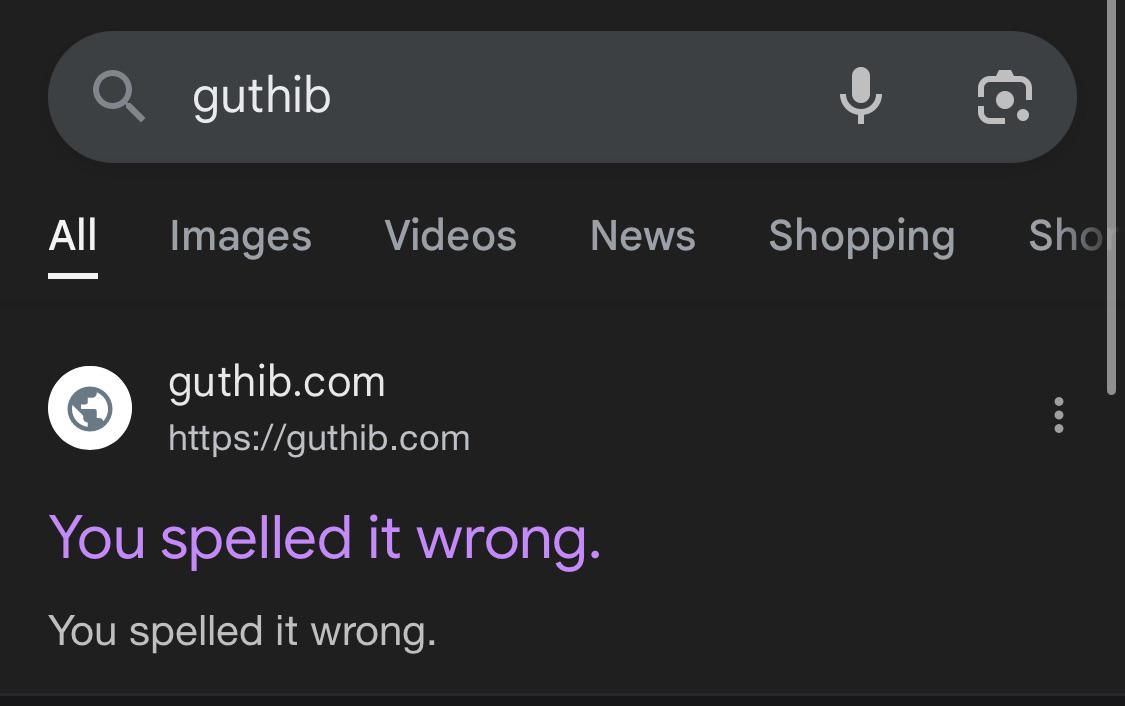 guthib
All Images Videos News Shopping Shor
guthib.com
https://guthib.com
You spelled it wrong.
You spelled it wrong.